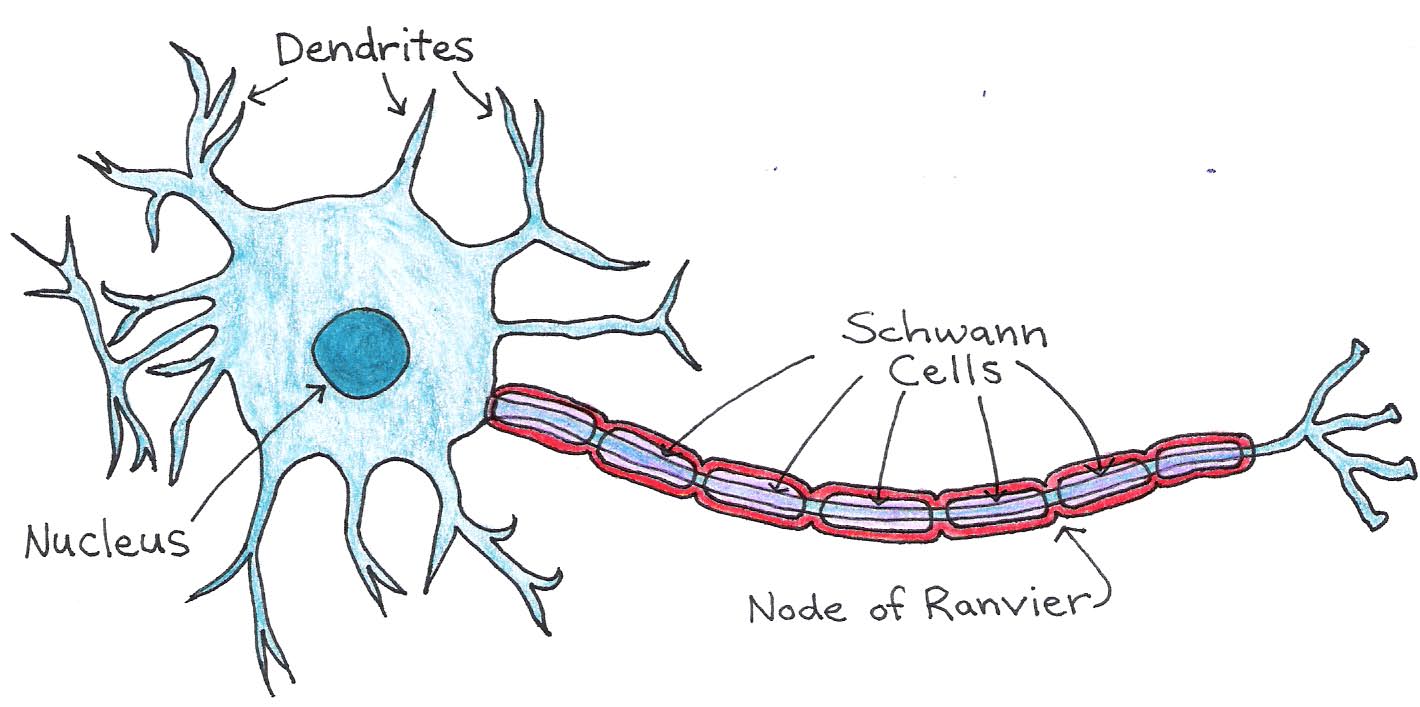 Dendrites
Schwann
Cells
Nucleus
Node of Ranvier